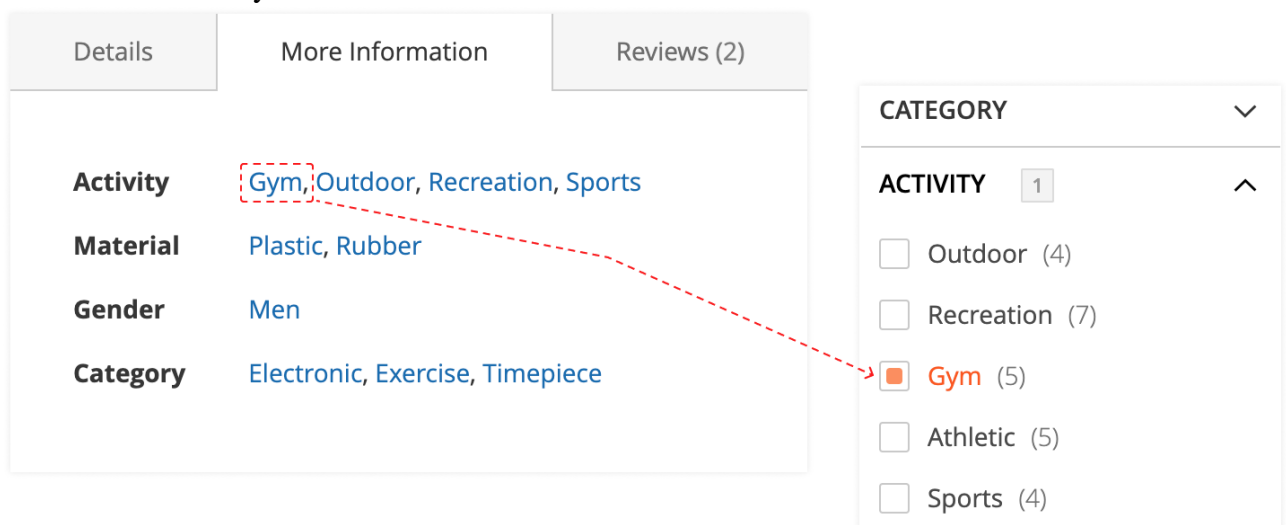 Details More Information Reviews (2)
Activity Gym, Outdoor, Recreation, Sports
Material Plastic, Rubber
Gender Men
Category Electronic, Exercise, Timepiece
CATEGORY
ACTIVITY 1
Outdoor (4)
Recreation (7)
Gym (5)
Athletic (5)
Sports (4)